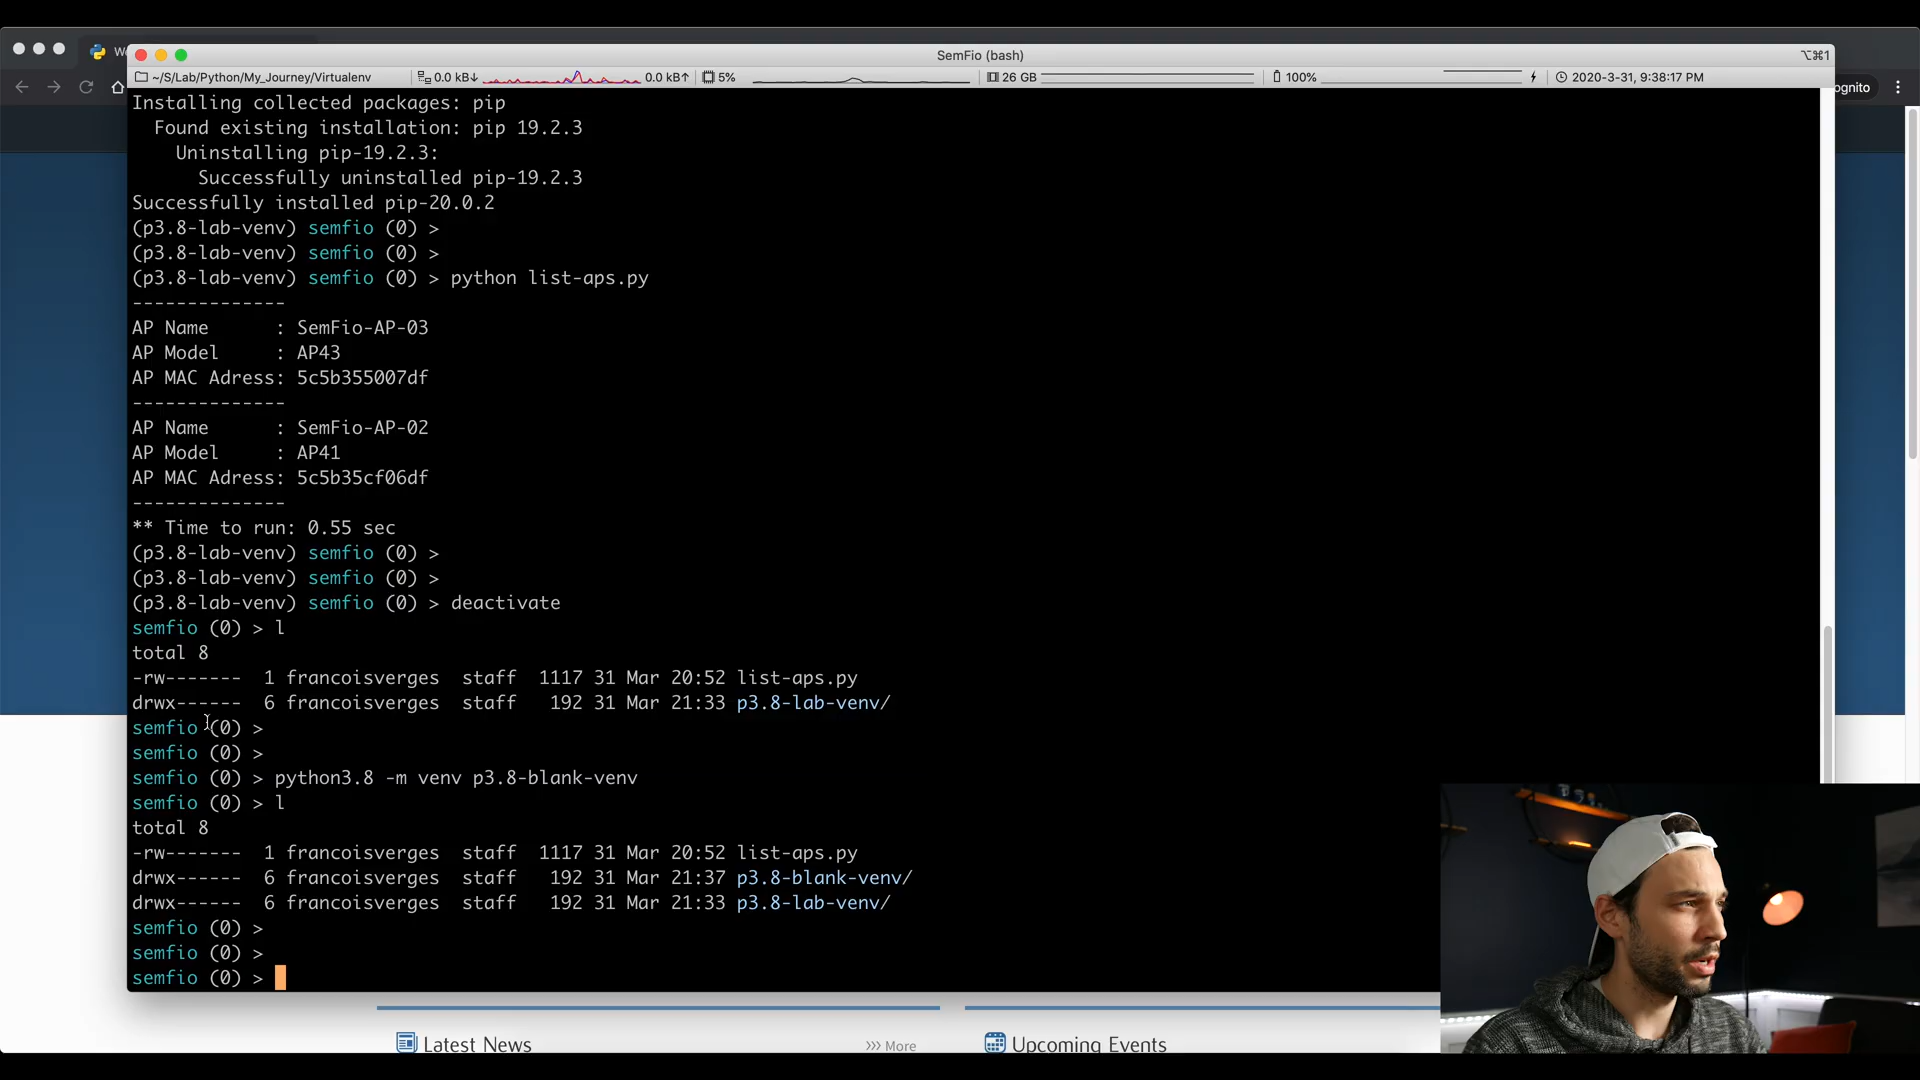 W
SemFio (bash)
⌥⌘1
~/S/Lab/Python/My_Journey/Virtualenv
0.0 kB↓
0.0 kB↑
5%
26 GB
100%
2020-3-31, 9:38:17 PM
ognito
Installing collected packages: pip
Found existing installation: pip 19.2.3
Uninstalling pip-19.2.3:
Successfully uninstalled pip-19.2.3
Successfully installed pip-20.0.2
(p3.8-lab-venv) semfio (0) >
(p3.8-lab-venv) semfio (0) >
(p3.8-lab-venv) semfio (0) > python list-aps.py
--------------
AP Name      : SemFio-AP-03
AP Model     : AP43
AP MAC Adress: 5c5b355007df
--------------
AP Name      : SemFio-AP-02
AP Model     : AP41
AP MAC Adress: 5c5b35cf06df
--------------
** Time to run: 0.55 sec
(p3.8-lab-venv) semfio (0) >
(p3.8-lab-venv) semfio (0) >
(p3.8-lab-venv) semfio (0) > deactivate
semfio (0) > l
total 8
-rw-------  1 francoisverges  staff  1117 31 Mar 20:52 list-aps.py
drwx------  6 francoisverges  staff   192 31 Mar 21:33 p3.8-lab-venv/
semfio (0) >
semfio (0) >
semfio (0) > python3.8 -m venv p3.8-blank-venv
semfio (0) > l
total 8
-rw-------  1 francoisverges  staff  1117 31 Mar 20:52 list-aps.py
drwx------  6 francoisverges  staff   192 31 Mar 21:37 p3.8-blank-venv/
drwx------  6 francoisverges  staff   192 31 Mar 21:33 p3.8-lab-venv/
semfio (0) >
semfio (0) >
semfio (0) >
Latest News
>>> More
Upcoming Events